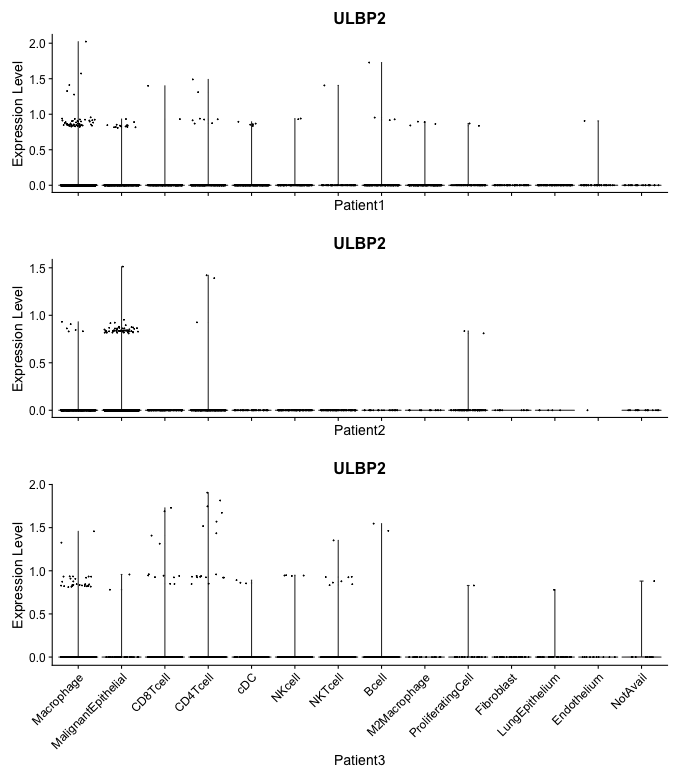 ULBP2
Expression Level
2.0
1.5
1.0
0.5
0.0
Patient1
ULBP2
Expression Level
1.5
1.0
0.5
0.0
Patient2
ULBP2
Expression Level
2.0
1.5
1.0
0.5
0.0
Macrophage
MalignantEpithelial
CD8Tcell
CD4Tcell
cDC
NKcell
NKTcell
Bcell
M2Macrophage
ProliferatingCell
Fibroblast
LungEpithelium
Endothelium
NotAvail
Patient3